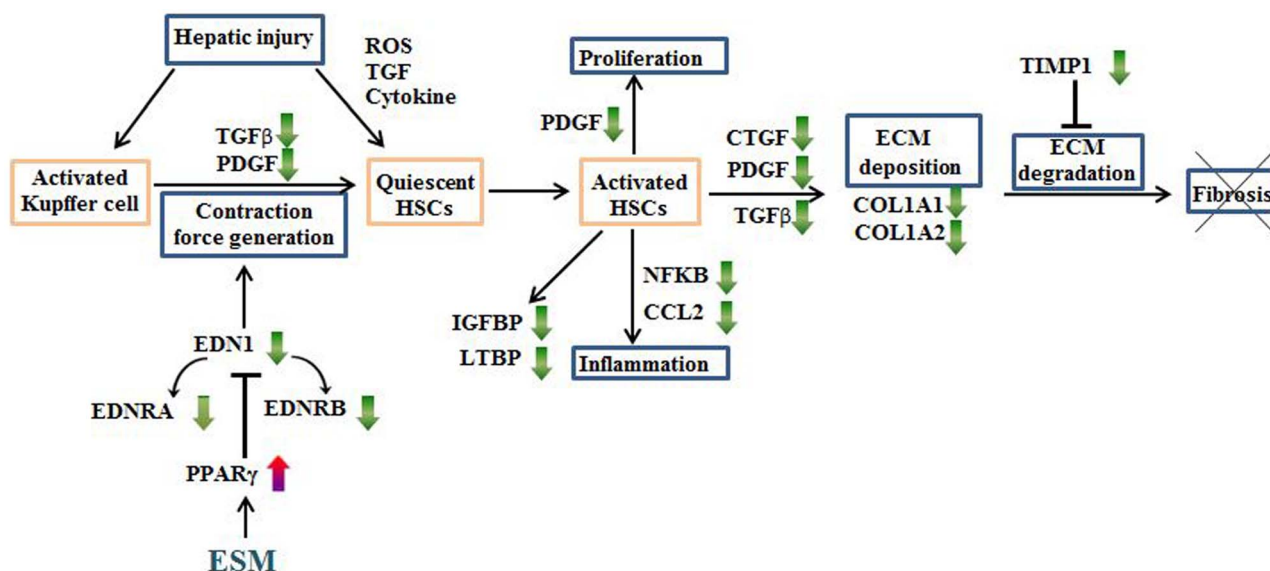 Hepatic injury
ROS
TGF
Cytokine
Proliferation
TIMP1
PDGF
TGFβ
PDGF
CTGF
PDGF
TGFβ
ECM
deposition
ECM
degradation
Activated
Kupffer cell
Quiescent
HSCs
Activated
HSCs
Fibrosis
Contraction
force generation
COL1A1
COL1A2
NFKB
CCL2
IGFBP
LTBP
Inflammation
EDN1
EDNRA
EDNRB
PPARγ
ESM